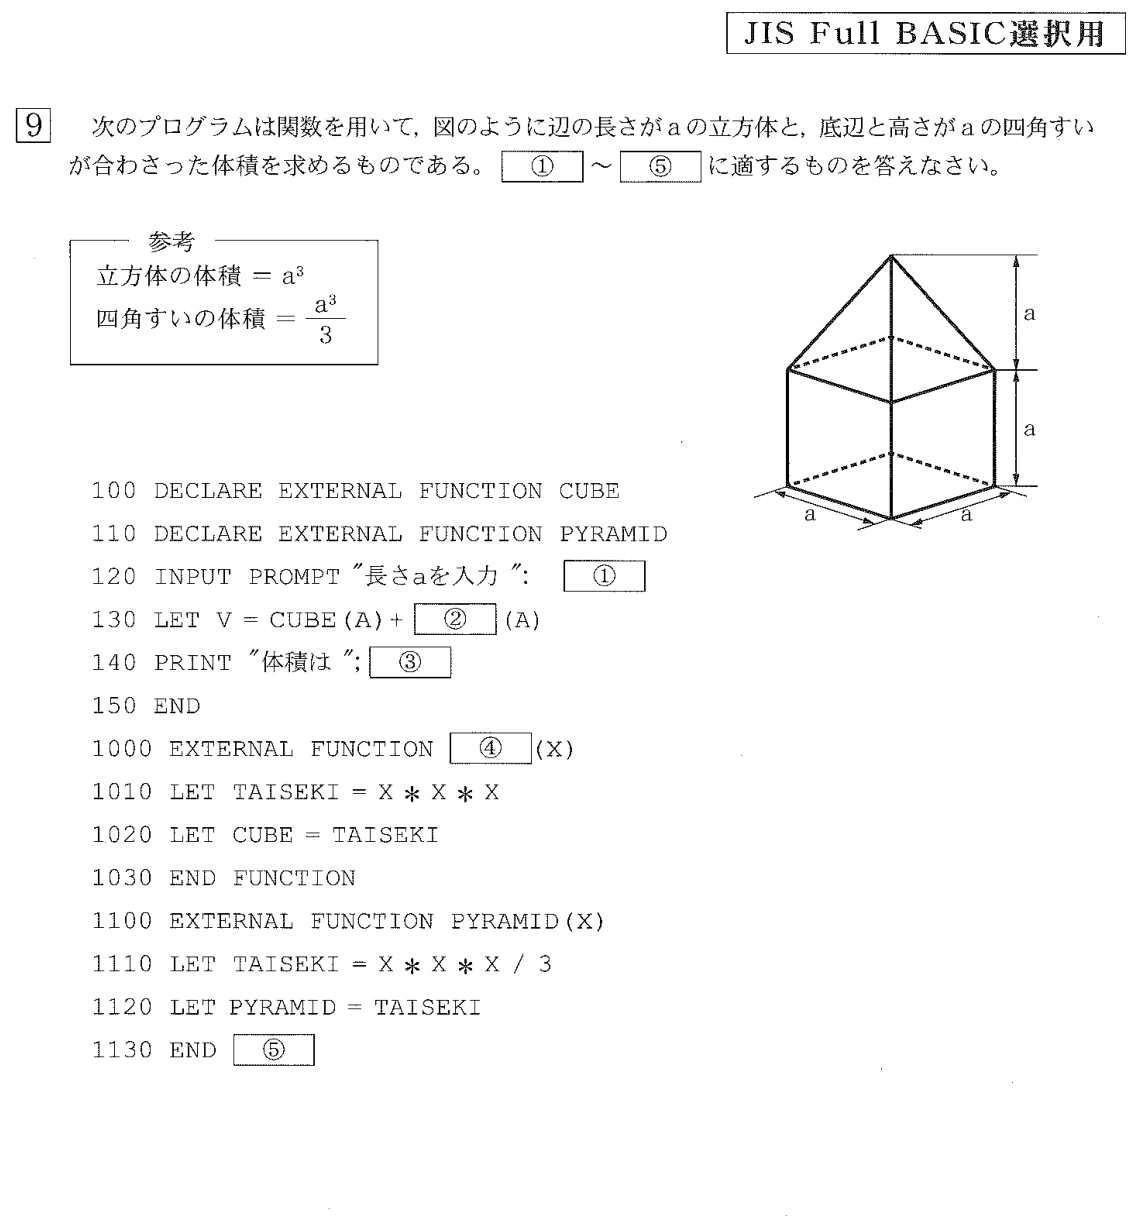 JIS Full BASIC選択用
9 次のプログラムは関数を用いて，図のように辺の長さがaの立方体と，底辺と高さがaの四角すい
が合わさった体積を求めるものである。 ① ～ ⑤ に適するものを答えなさい。
参考
立方体の体積 = a³
四角すいの体積 = a³/3
a
a
a
a
100 DECLARE EXTERNAL FUNCTION CUBE
110 DECLARE EXTERNAL FUNCTION PYRAMID
120 INPUT PROMPT ″長さaを入力 ″: ①
130 LET V = CUBE(A)+ ② (A)
140 PRINT ″体積は ″; ③
150 END
1000 EXTERNAL FUNCTION ④ (X)
1010 LET TAISEKI = X * X * X
1020 LET CUBE = TAISEKI
1030 END FUNCTION
1100 EXTERNAL FUNCTION PYRAMID(X)
1110 LET TAISEKI = X * X * X / 3
1120 LET PYRAMID = TAISEKI
1130 END ⑤